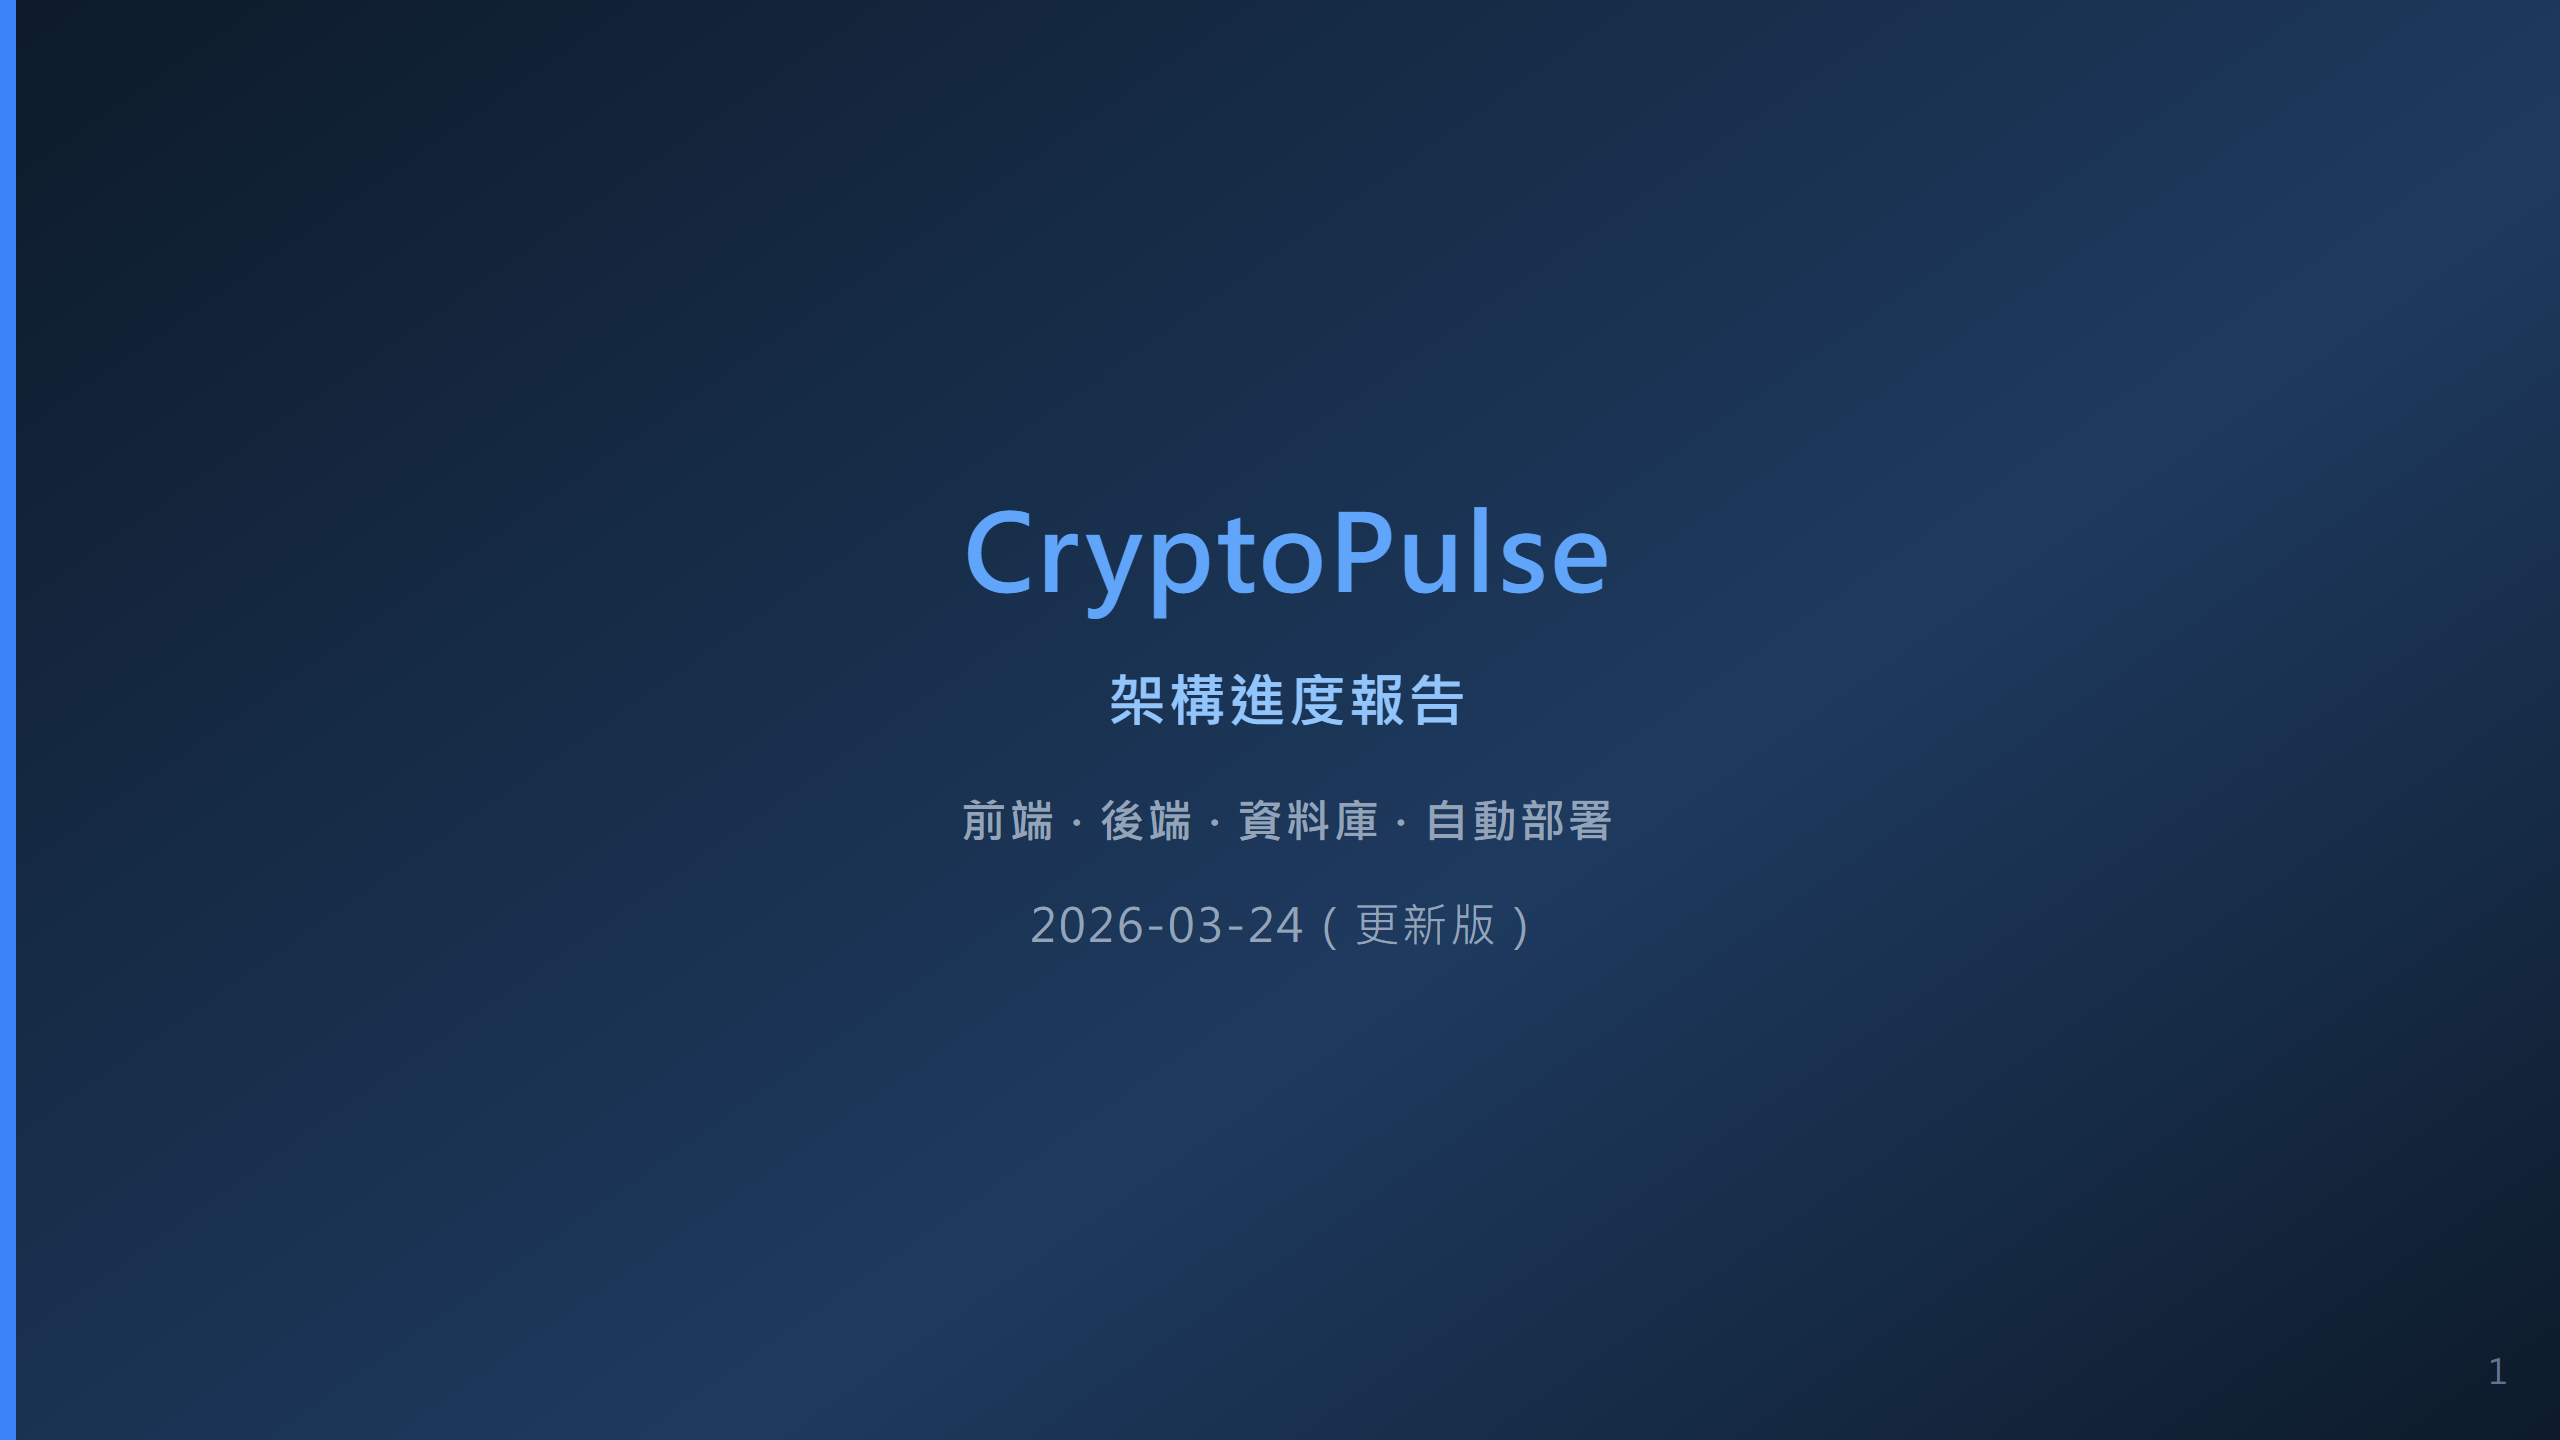 CryptoPulse
架構進度報告
前端 · 後端 · 資料庫 · 自動部署
2026-03-24（更新版）
1